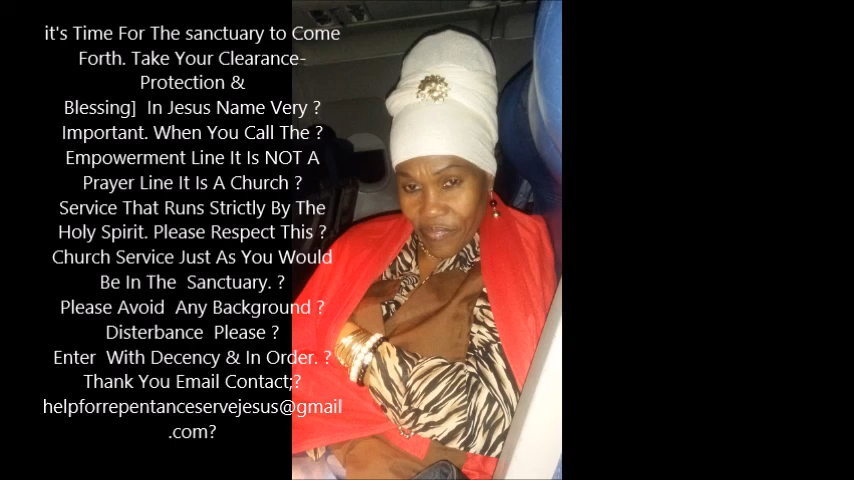 it's Time For The sanctuary to Come
Forth. Take Your Clearance-
Protection &
Blessing]  In Jesus Name Very ?
Important. When You Call The ?
Empowerment Line It Is NOT A
Prayer Line It Is A Church ?
Service That Runs Strictly By The
Holy Spirit. Please Respect This ?
Church Service Just As You Would
Be In The  Sanctuary. ?
Please Avoid  Any Background ?
Disterbance  Please ?
Enter  With Decency & In Order. ?
Thank You Email Contact;?
helpforrepentanceservejesus@gmail
.com?